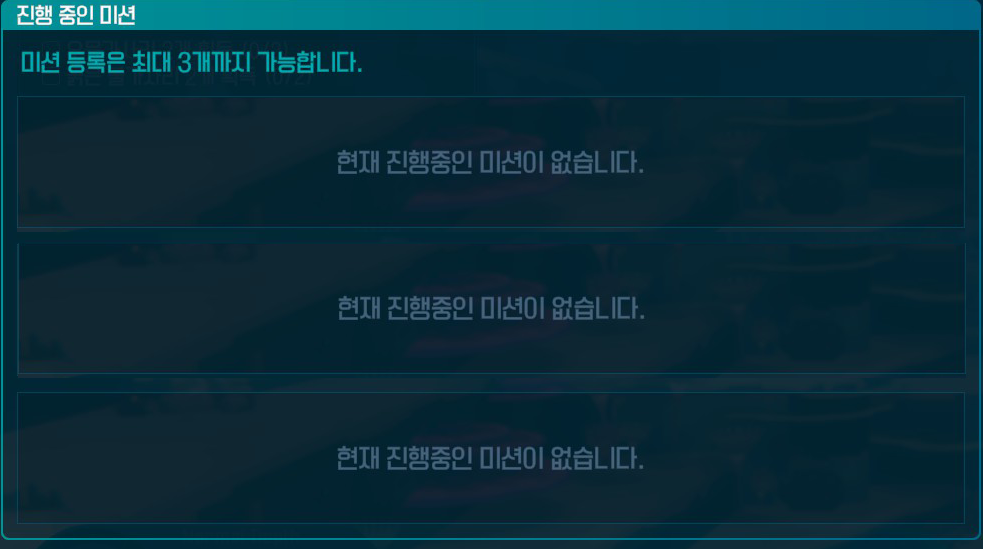 진행 중인 미션
미션 등록은 최대 3개까지 가능합니다.
현재 진행중인 미션이 없습니다.
현재 진행중인 미션이 없습니다.
현재 진행중인 미션이 없습니다.